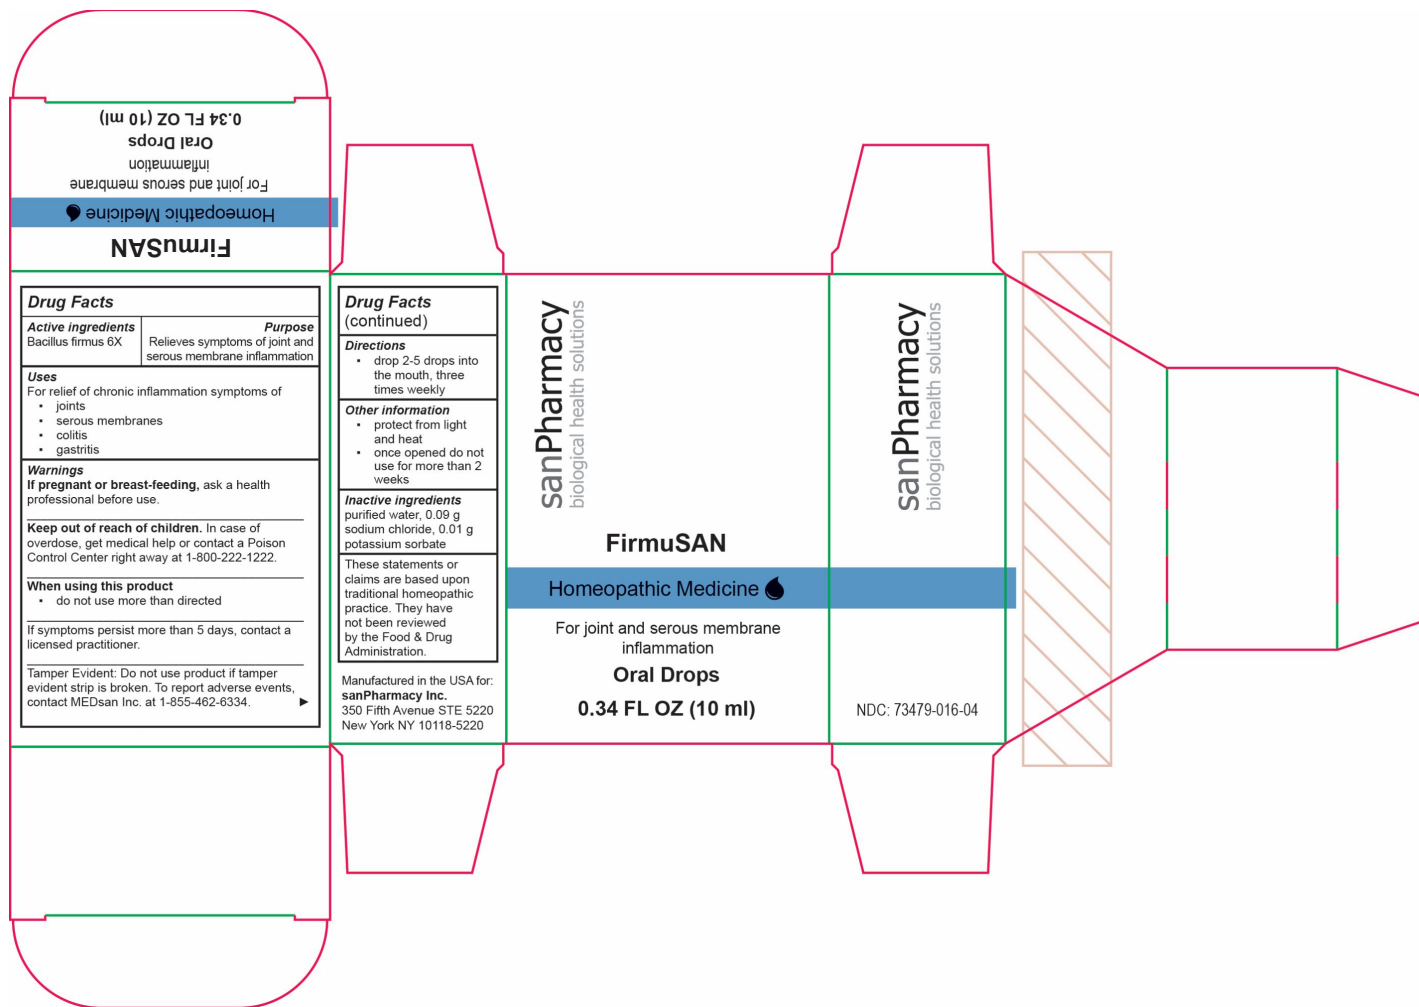 0.34 FL OZ (10 ml)
Oral Drops
inflammation
For joint and serous membrane
Homeopathic Medicine
FirmuSAN
Drug Facts
Active ingredients
Bacillus firmus 6X
Purpose
Relieves symptoms of joint and
serous membrane inflammation
Uses
For relief of chronic inflammation symptoms of
▪ joints
▪ serous membranes
▪ colitis
▪ gastritis
Warnings
If pregnant or breast-feeding, ask a health
professional before use.
Keep out of reach of children. In case of
overdose, get medical help or contact a Poison
Control Center right away at 1-800-222-1222.
When using this product
▪ do not use more than directed
If symptoms persist more than 5 days, contact a
licensed practitioner.
Tamper Evident: Do not use product if tamper
evident strip is broken. To report adverse events,
contact MEDsan Inc. at 1-855-462-6334.
Drug Facts
(continued)
Directions
▪ drop 2-5 drops into
the mouth, three
times weekly
Other information
▪ protect from light
and heat
▪ once opened do not
use for more than 2
weeks
Inactive ingredients
purified water, 0.09 g
sodium chloride, 0.01 g
potassium sorbate
These statements or
claims are based upon
traditional homeopathic
practice. They have
not been reviewed
by the Food & Drug
Administration.
Manufactured in the USA for:
sanPharmacy Inc.
350 Fifth Avenue STE 5220
New York NY 10118-5220
sanPharmacy
biological health solutions
FirmuSAN
Homeopathic Medicine
For joint and serous membrane
inflammation
Oral Drops
0.34 FL OZ (10 ml)
sanPharmacy
biological health solutions
NDC: 73479-016-04